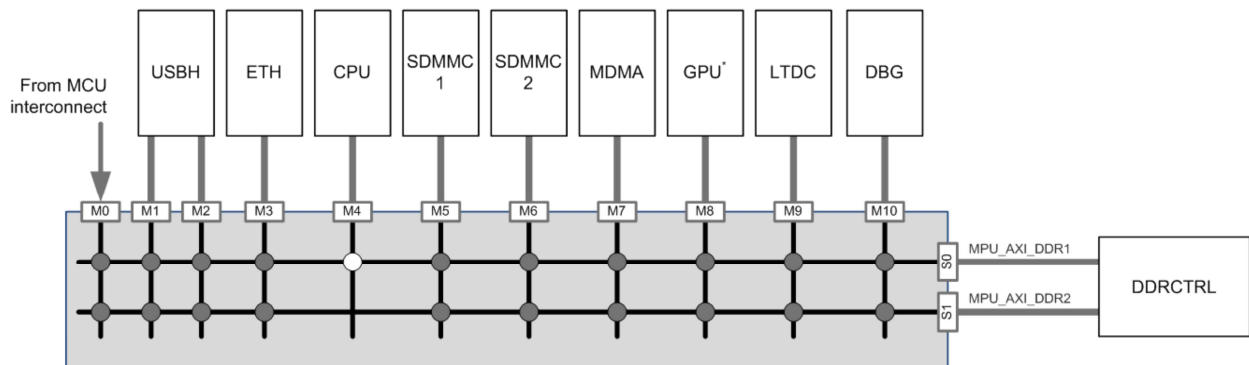 From MCU
interconnect
USBH
ETH
CPU
SDMMC
1
SDMMC
2
MDMA
GPU*
LTDC
DBG
M0
M1
M2
M3
M4
M5
M6
M7
M8
M9
M10
S0
MPU_AXI_DDR1
S1
MPU_AXI_DDR2
DDRCTRL